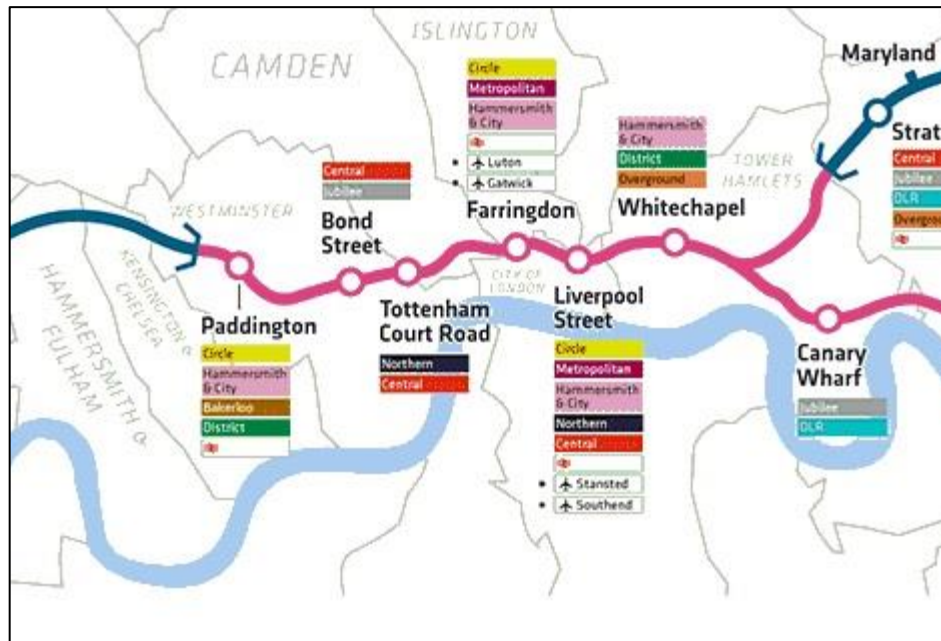 CAMDEN
ISLINGTON
Circle
Metropolitan
Hammersmith
& City
Luton
Gatwick
Farringdon
Hammersmith
& City
District
Overground
Whitechapel
TOWER
HAMLETS
Maryland
Strat
Central
Jubilee
DLR
Overgrou
WESTMINSTER
Central
Jubilee
Bond
Street
KENSINGTON &
CHELSEA
HAMMERSMITH &
FULHAM
Paddington
Circle
Hammersmith
& City
Bakerloo
District
Tottenham
Court Road
Northern
Central
CITY OF
LONDON
Liverpool
Street
Circle
Metropolitan
Hammersmith
& City
Northern
Central
Stansted
Southend
Canary
Wharf
Jubilee
DLR